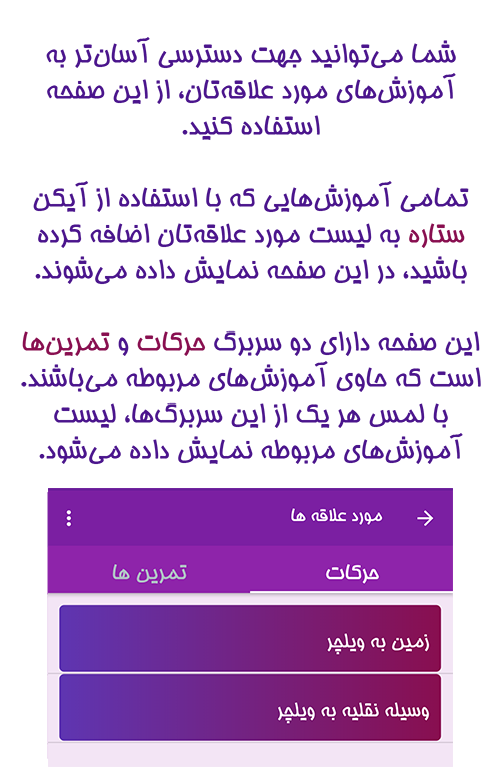 شما می‌توانید جهت دسترسی آسان‌تر به
آموزش‌های مورد علاقه‌تان، از این صفحه
استفاده کنید.
تمامی آموزش‌هایی که با استفاده از آیکن
ستاره به لیست مورد علاقه‌تان اضافه کرده
باشید، در این صفحه نمایش داده می‌شوند.
این صفحه دارای دو سربرگ حرکات و تمرین‌ها
است که حاوی آموزش‌های مربوطه می‌باشند.
با لمس هر یک از این سربرگ‌ها، لیست
آموزش‌های مربوطه نمایش داده می‌شود.
مورد علاقه ها
حرکات
تمرین ها
زمین به ویلچر
وسیله نقلیه به ویلچر